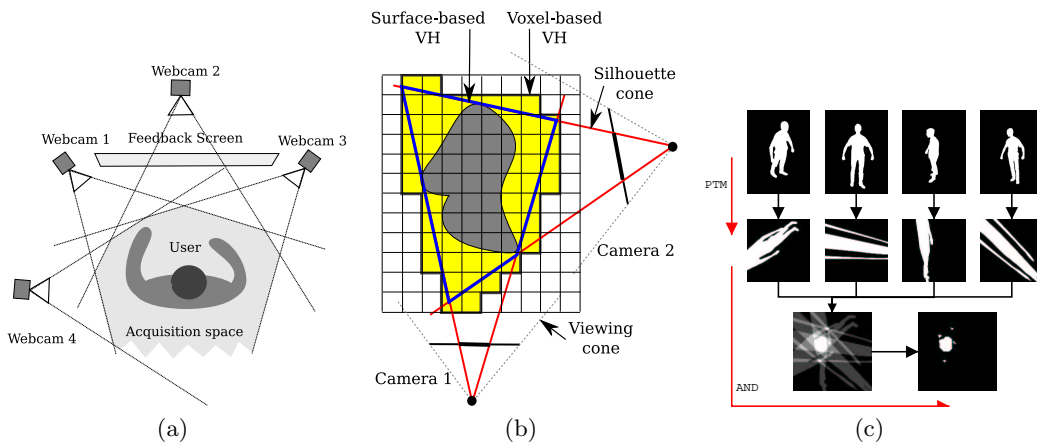 Webcam 2
Webcam 1
Feedback Screen
Webcam 3
User
Acquisition space
Webcam 4
(a)
Surface-based
VH
Voxel-based
VH
Silhouette
cone
Camera 2
Viewing
cone
Camera 1
(b)
PTM
AND
(c)